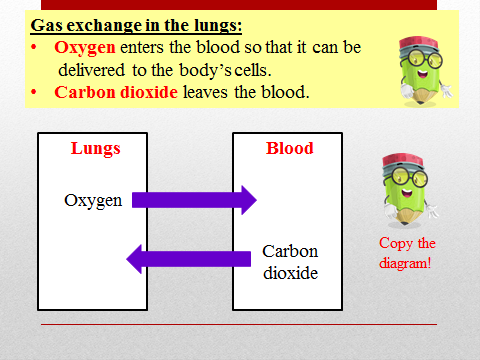 Gas exchange in the lungs:
• Oxygen enters the blood so that it can be
delivered to the body's cells.
• Carbon dioxide leaves the blood.
Lungs
Blood
Oxygen
Carbon
dioxide
Copy the
diagram!